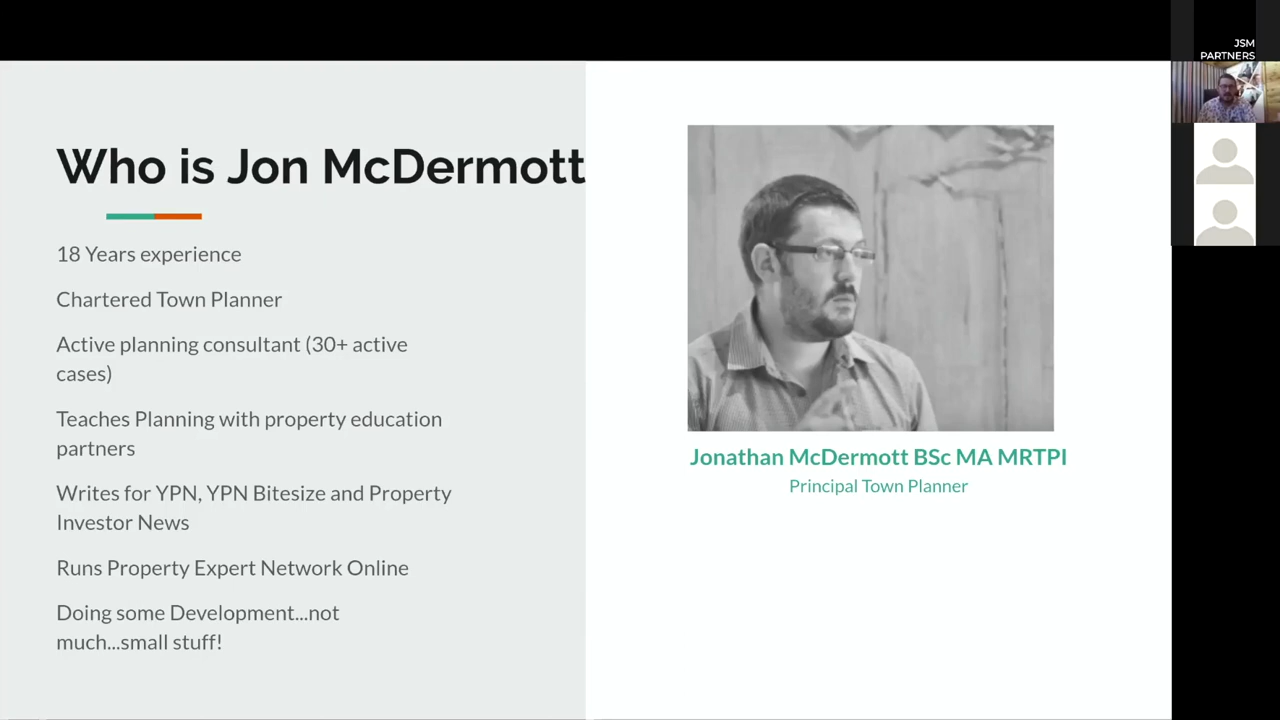 JSM
PARTNERS
Who is Jon McDermott
18 Years experience
Chartered Town Planner
Active planning consultant (30+ active
cases)
Teaches Planning with property education
partners
Writes for YPN, YPN Bitesize and Property
Investor News
Runs Property Expert Network Online
Doing some Development...not
much...small stuff!
Jonathan McDermott BSc MA MRTPI
Principal Town Planner